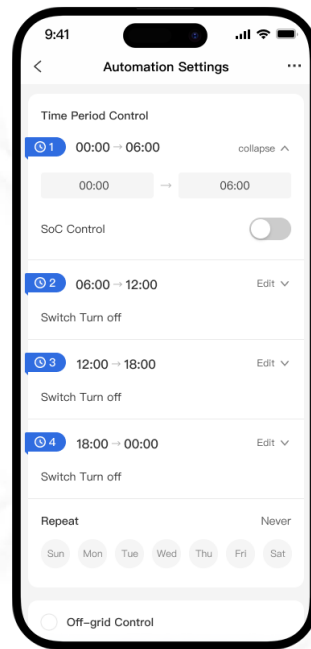 9:41
Automation Settings
Time Period Control
1 00:00 → 06:00 collapse
00:00 → 06:00
SoC Control
2 06:00 → 12:00 Edit
Switch Turn off
3 12:00 → 18:00 Edit
Switch Turn off
4 18:00 → 00:00 Edit
Switch Turn off
Repeat Never
Sun Mon Tue Wed Thu Fri Sat
Off-grid Control